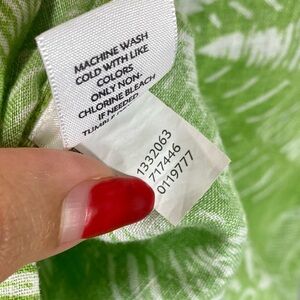 MACHINE WASH
COLD WITH LIKE
COLORS
ONLY NON-
CHLORINE BLEACH
IF NEEDED
1332063
717446
0119777